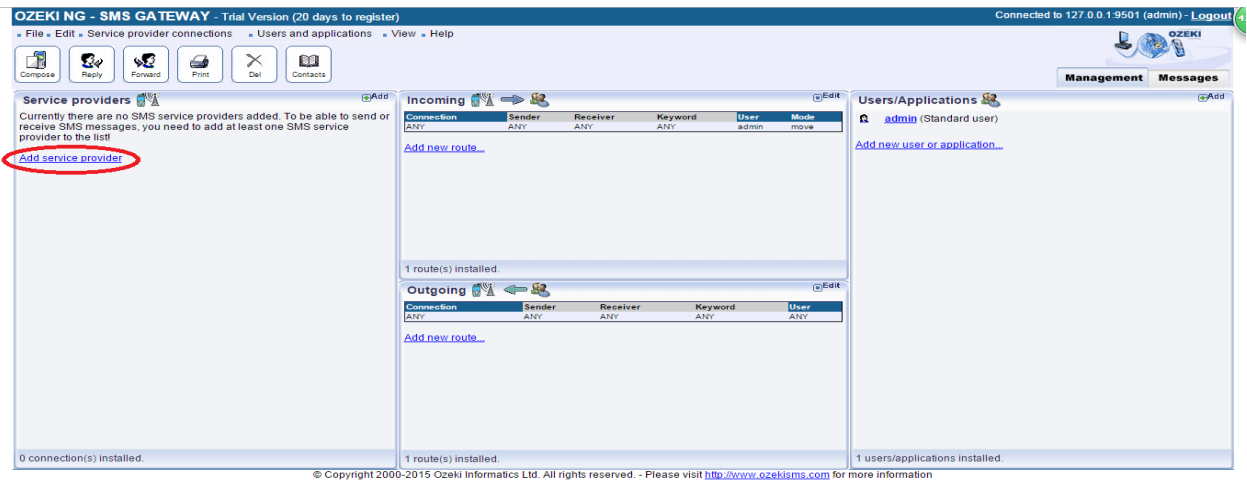 OZEKI NG - SMS GATEWAY - Trial Version (20 days to register)
Connected to 127.0.0.1:9501 (admin) - Logout
File Edit Service provider connections Users and applications View Help
OZEKI
Compose Reply Forward Print Del Contacts
Management Messages
Service providers Add
Currently there are no SMS service providers added. To be able to send or
receive SMS messages, you need to add at least one SMS service
provider to the list!
Add service provider
0 connection(s) installed.
Incoming Edit
Connection Sender Receiver Keyword User Mode
ANY ANY ANY ANY admin move
Add new route...
1 route(s) installed.
Outgoing Edit
Connection Sender Receiver Keyword User
ANY ANY ANY ANY ANY
Add new route...
1 route(s) installed.
Users/Applications Add
admin (Standard user)
Add new user or application...
1 users/applications installed.
© Copyright 2000-2015 Ozeki Informatics Ltd. All rights reserved. - Please visit http://www.ozekisms.com for more information